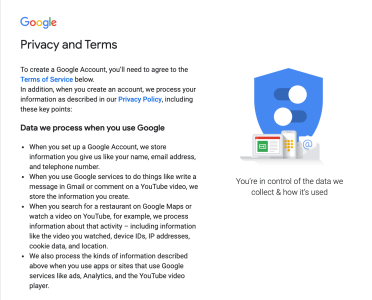 Google
Privacy and Terms
To create a Google Account, you'll need to agree to the
Terms of Service below.
In addition, when you create an account, we process your
information as described in our Privacy Policy, including
these key points:
Data we process when you use Google
• When you set up a Google Account, we store
information you give us like your name, email address,
and telephone number.
• When you use Google services to do things like write a
message in Gmail or comment on a YouTube video, we
store the information you create.
• When you search for a restaurant on Google Maps or
watch a video on YouTube, for example, we process
information about that activity – including information
like the video you watched, device IDs, IP addresses,
cookie data, and location.
• We also process the kinds of information described
above when you use apps or sites that use Google
services like ads, Analytics, and the YouTube video
player.
@
You're in control of the data we
collect & how it's used